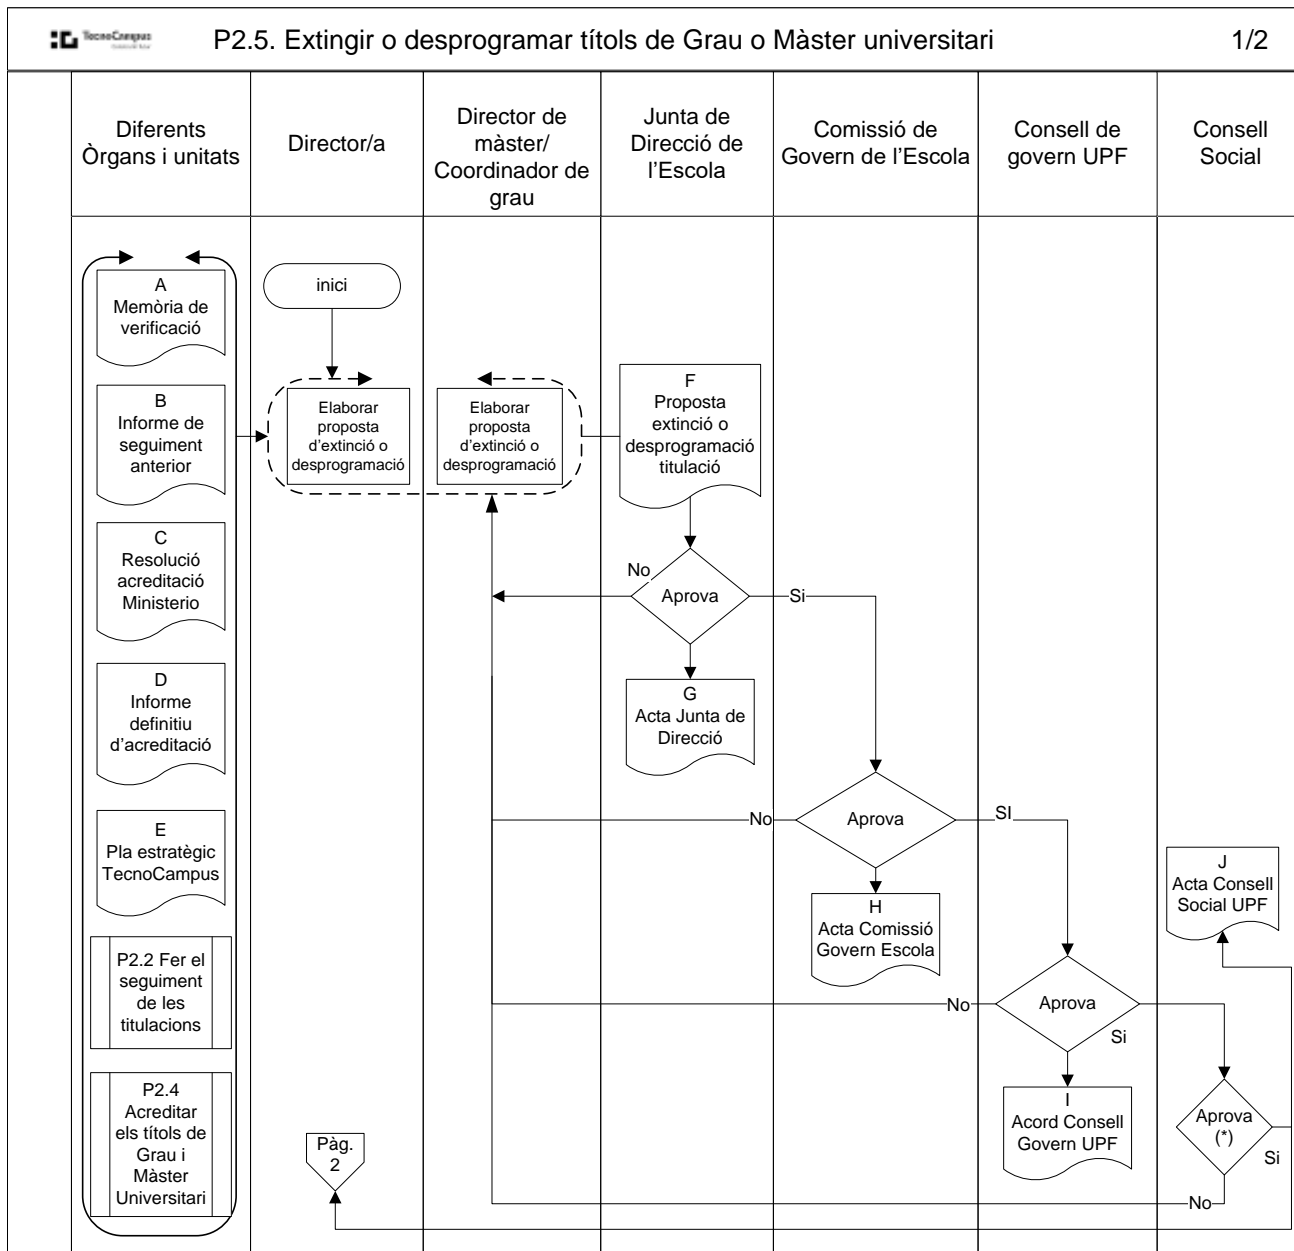 TecnoCampus
P2.5. Extingir o desprogramar títols de Grau o Màster universitari
1/2
Diferents
Òrgans i unitats
Director/a
Director de
màster/
Coordinador de
grau
Junta de
Direcció de
l’Escola
Comissió de
Govern de l’Escola
Consell de
govern UPF
Consell
Social
A
Memòria de
verificació
B
Informe de
seguiment
anterior
C
Resolució
acreditació
Ministerio
D
Informe
definitiu
d’acreditació
E
Pla estratègic
TecnoCampus
P2.2 Fer el
seguiment
de les
titulacions
P2.4
Acreditar
els títols de
Grau i
Màster
Universitari
inici
Elaborar
proposta
d’extinció o
desprogramació
Elaborar
proposta
d’extinció o
desprogramació
F
Proposta
extinció o
desprogramació
titulació
No
Aprova
Si
G
Acta Junta de
Direcció
No
Aprova
SI
H
Acta Comissió
Govern Escola
No
Aprova
Si
I
Acord Consell
Govern UPF
J
Acta Consell
Social UPF
Aprova
(*)
Si
No
Pàg.
2